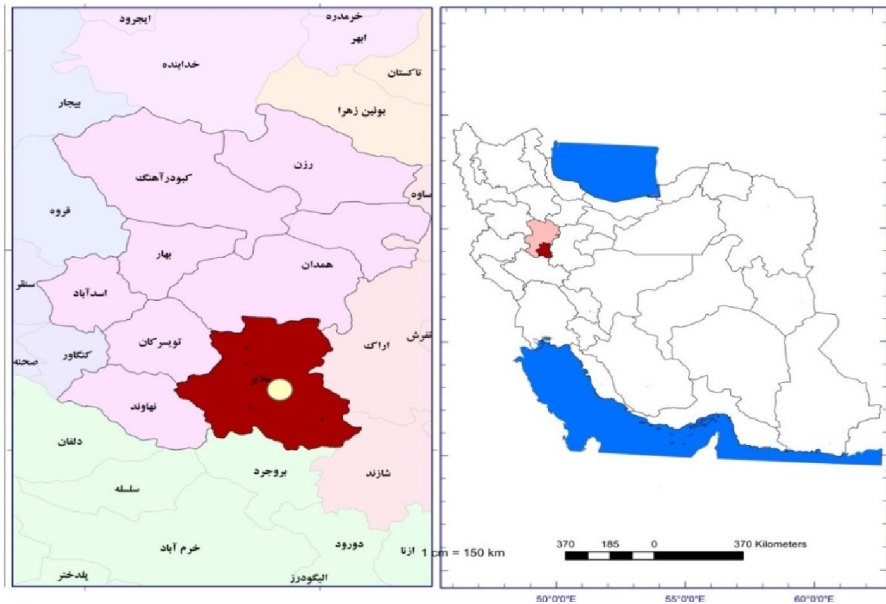 ایجرود
خرمدره
ابهر
خدابنده
تاکستان
بیجار
بوئین زهرا
رزن
کبودرآهنگ
ساوه
قروه
بهار
همدان
سنقر
اسدآباد
تویسرکان
کنگاور
صحنه
تفرش
اراک
ملایر
نهاوند
دلفان
بروجرد
شازند
سلسله
خرم آباد
دورود
ازنا
پلدختر
الیگودرز
1 cm = 150 km
370 185 0 370 Kilometers
50°0'0"E 55°0'0"E 60°0'0"E